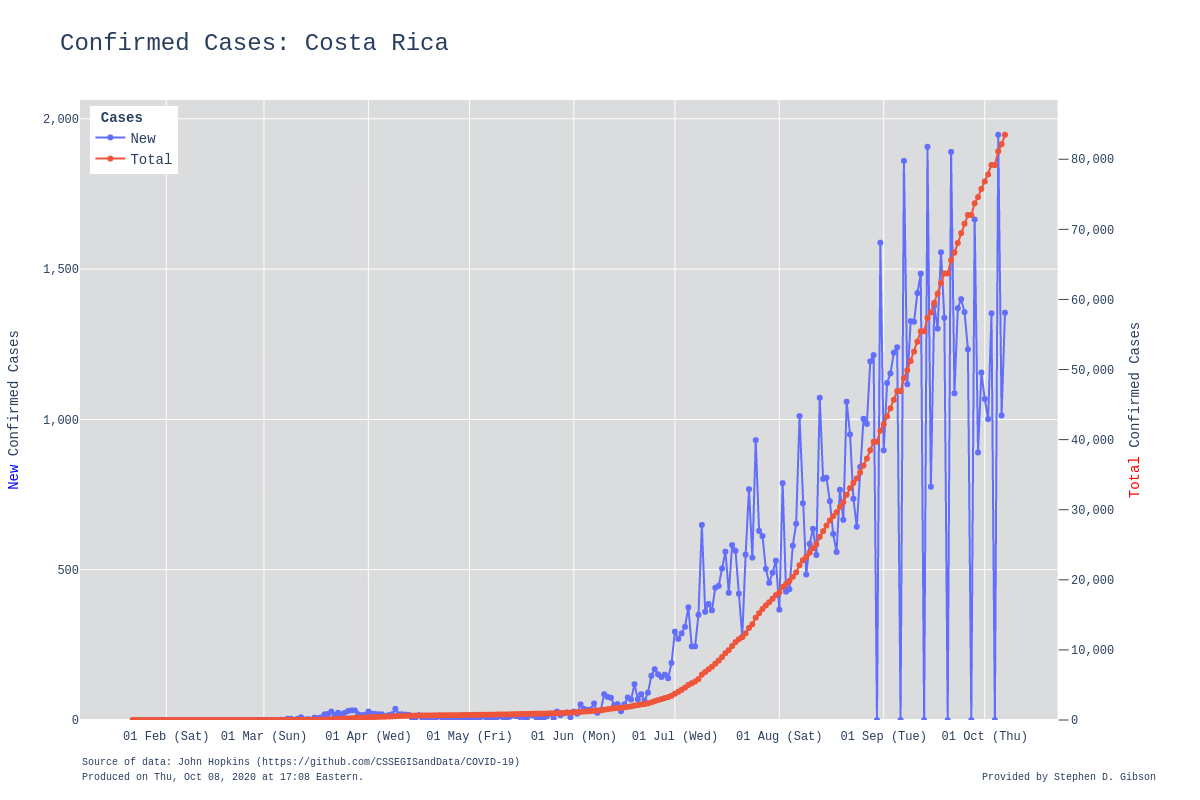 Confirmed Cases: Costa Rica
Cases
New
Total
2,000
1,500
1,000
500
0
80,000
70,000
60,000
50,000
40,000
30,000
20,000
10,000
0
New Confirmed Cases
Total Confirmed Cases
01 Feb (Sat) 01 Mar (Sun) 01 Apr (Wed) 01 May (Fri) 01 Jun (Mon) 01 Jul (Wed) 01 Aug (Sat) 01 Sep (Tue) 01 Oct (Thu)
Source of data: John Hopkins (https://github.com/CSSEGISandData/COVID-19)
Produced on Thu, Oct 08, 2020 at 17:08 Eastern.
Provided by Stephen D. Gibson